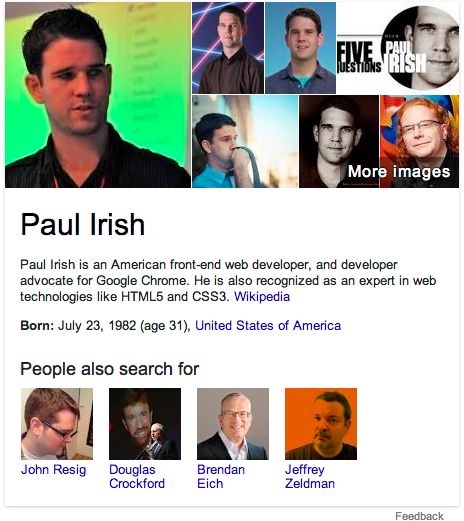 FIVE
QUESTIONS
PAUL
IRISH
More images
Paul Irish
Paul Irish is an American front-end web developer, and developer
advocate for Google Chrome. He is also recognized as an expert in web
technologies like HTML5 and CSS3. Wikipedia
Born: July 23, 1982 (age 31), United States of America
People also search for
John Resig
Douglas
Crockford
Brendan
Eich
Jeffrey
Zeldman
Feedback